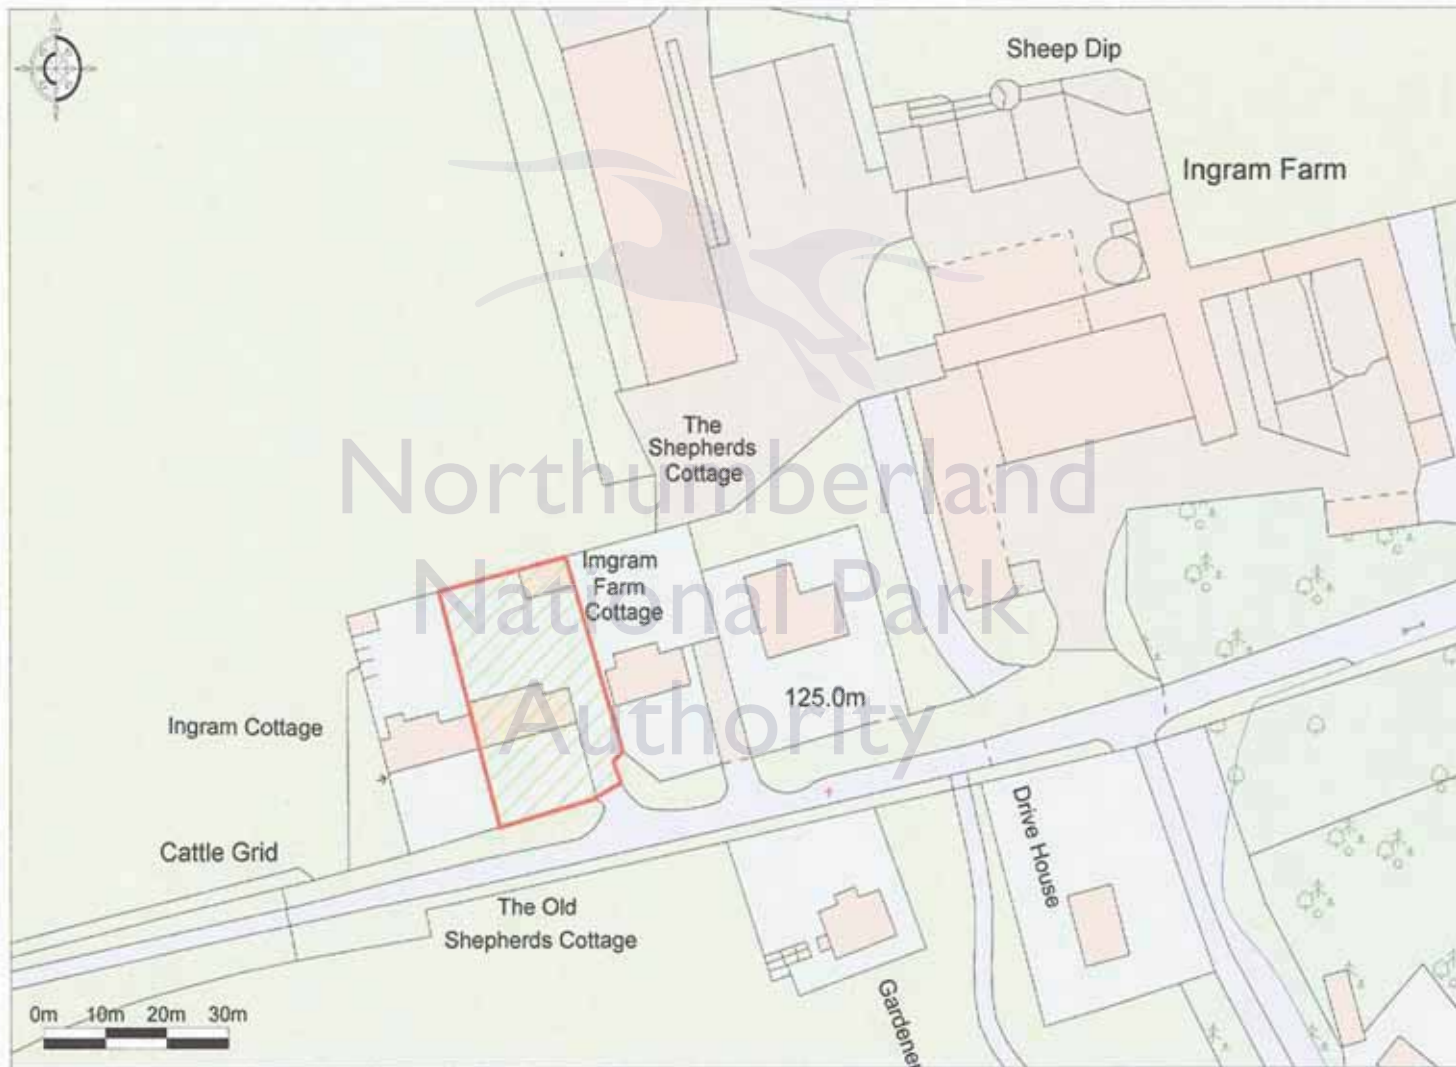 Sheep Dip
Ingram Farm
The
Shepherds
Cottage
Northumberland
National Park
Authority
Imgram
Farm
Cottage
125.0m
Ingram Cottage
Cattle Grid
The Old
Shepherds Cottage
Drive House
Gardener
0m 10m 20m 30m